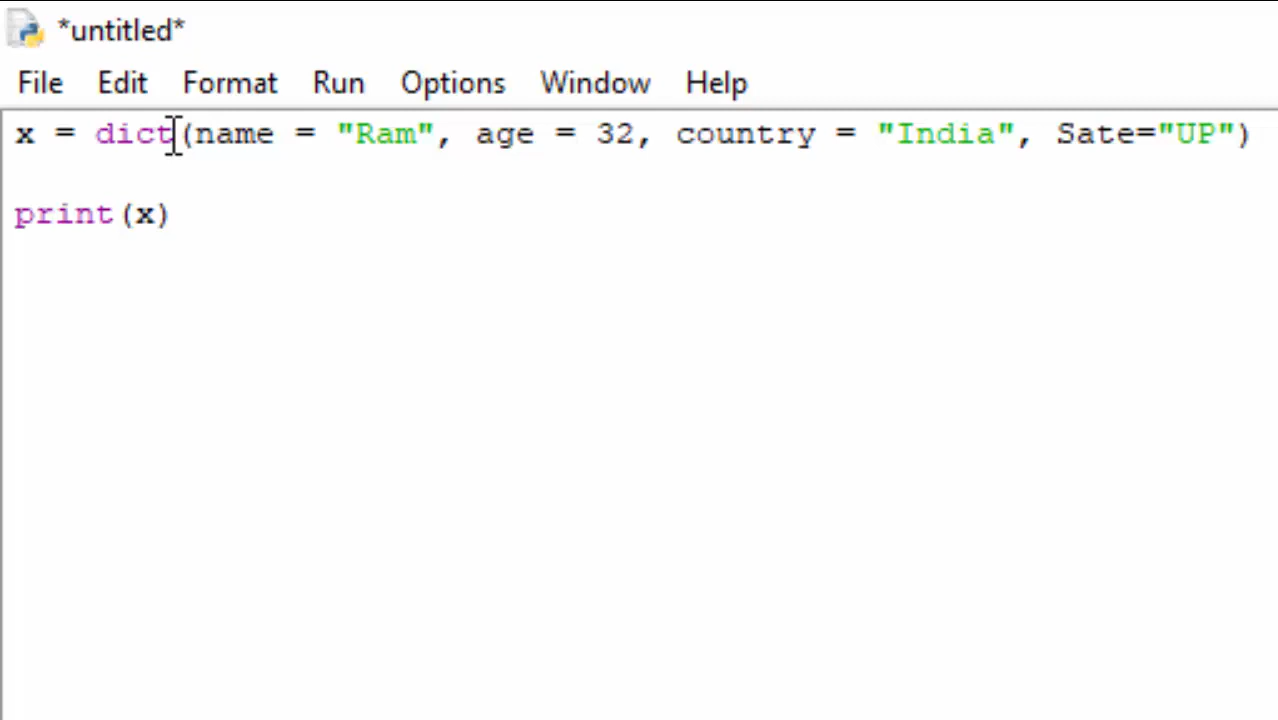 *untitled*
File Edit Format Run Options Window Help
x = dict(name = "Ram", age = 32, country = "India", Sate="UP")
print(x)